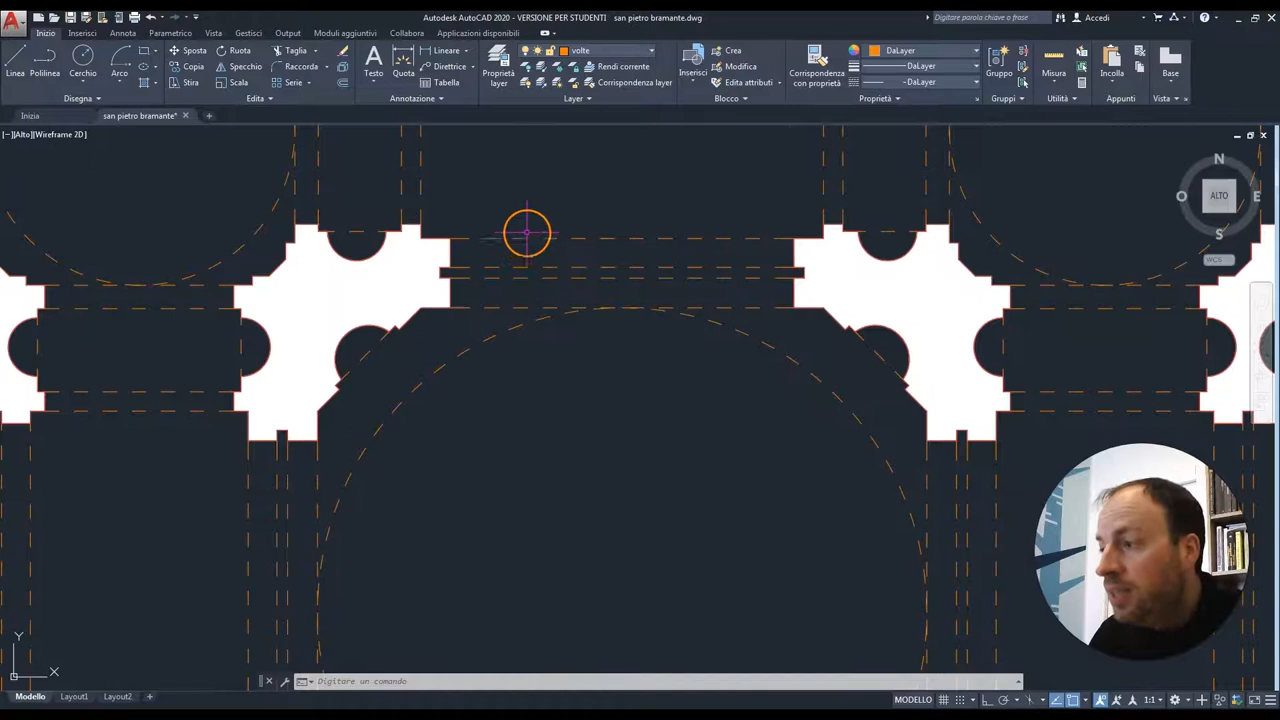 Autodesk AutoCAD 2020 - VERSIONE PER STUDENTI    san pietro bramante.dwg
Digitare parola chiave o frase
Accedi
Inizio  Inserisci  Annota  Parametrico  Vista  Gestisci  Output  Moduli aggiuntivi  Collabora  Applicazioni disponibili
Linea  Polilinea  Cerchio  Arco
Sposta  Ruota  Taglia
Copia  Specchio  Raccorda
Stira  Scala  Serie
Testo  Quota
Lineare
Direttrice
Tabella
Proprietà layer
volte
Rendi corrente
Corrispondenza layer
Inserisci
Crea
Modifica
Edita attributi
Corrispondenza con proprietà
DaLayer
DaLayer
DaLayer
Gruppo  Misura  Incolla  Base
Disegna  Edita  Annotazione  Layer  Blocco  Proprietà  Gruppi  Utilità  Appunti  Vista
Inizia  san pietro bramante*
[−][Alto][Wireframe 2D]
N
O  ALTO  E
S
WCS
Y
X
Digitare un comando
Modello  Layout1  Layout2
MODELLO
1:1